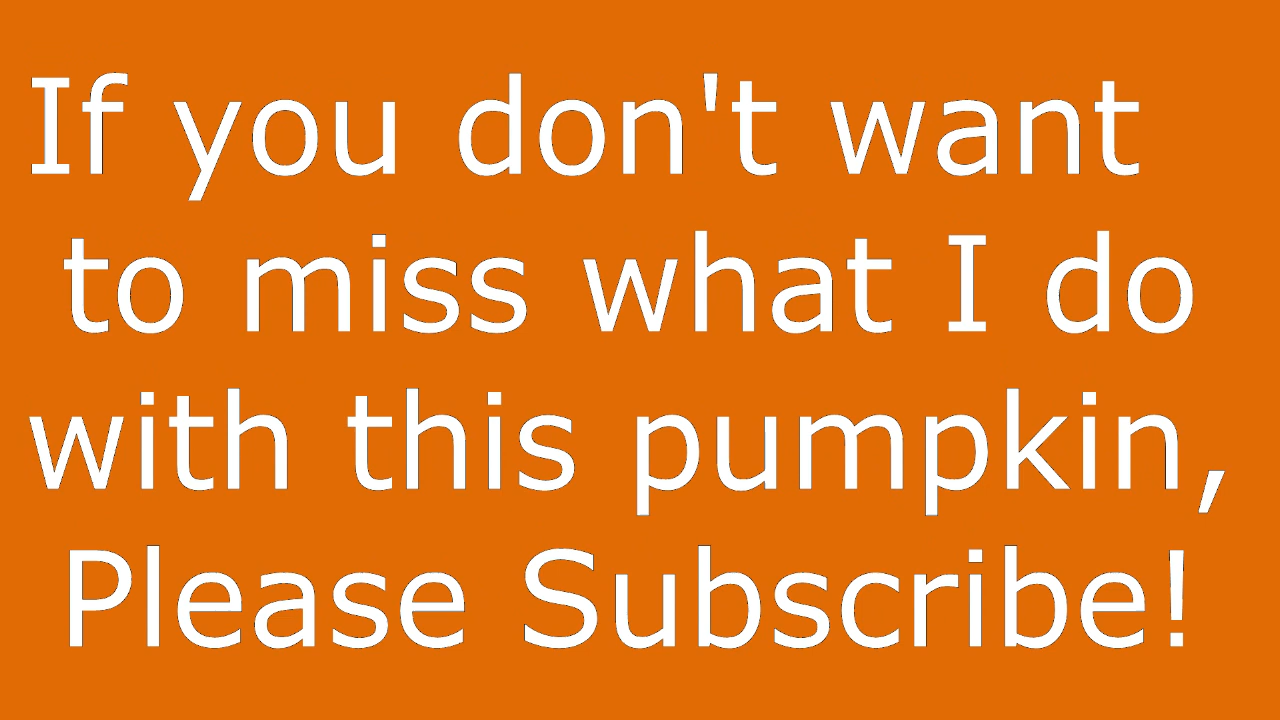 If you don't want
to miss what I do
with this pumpkin,
Please Subscribe!